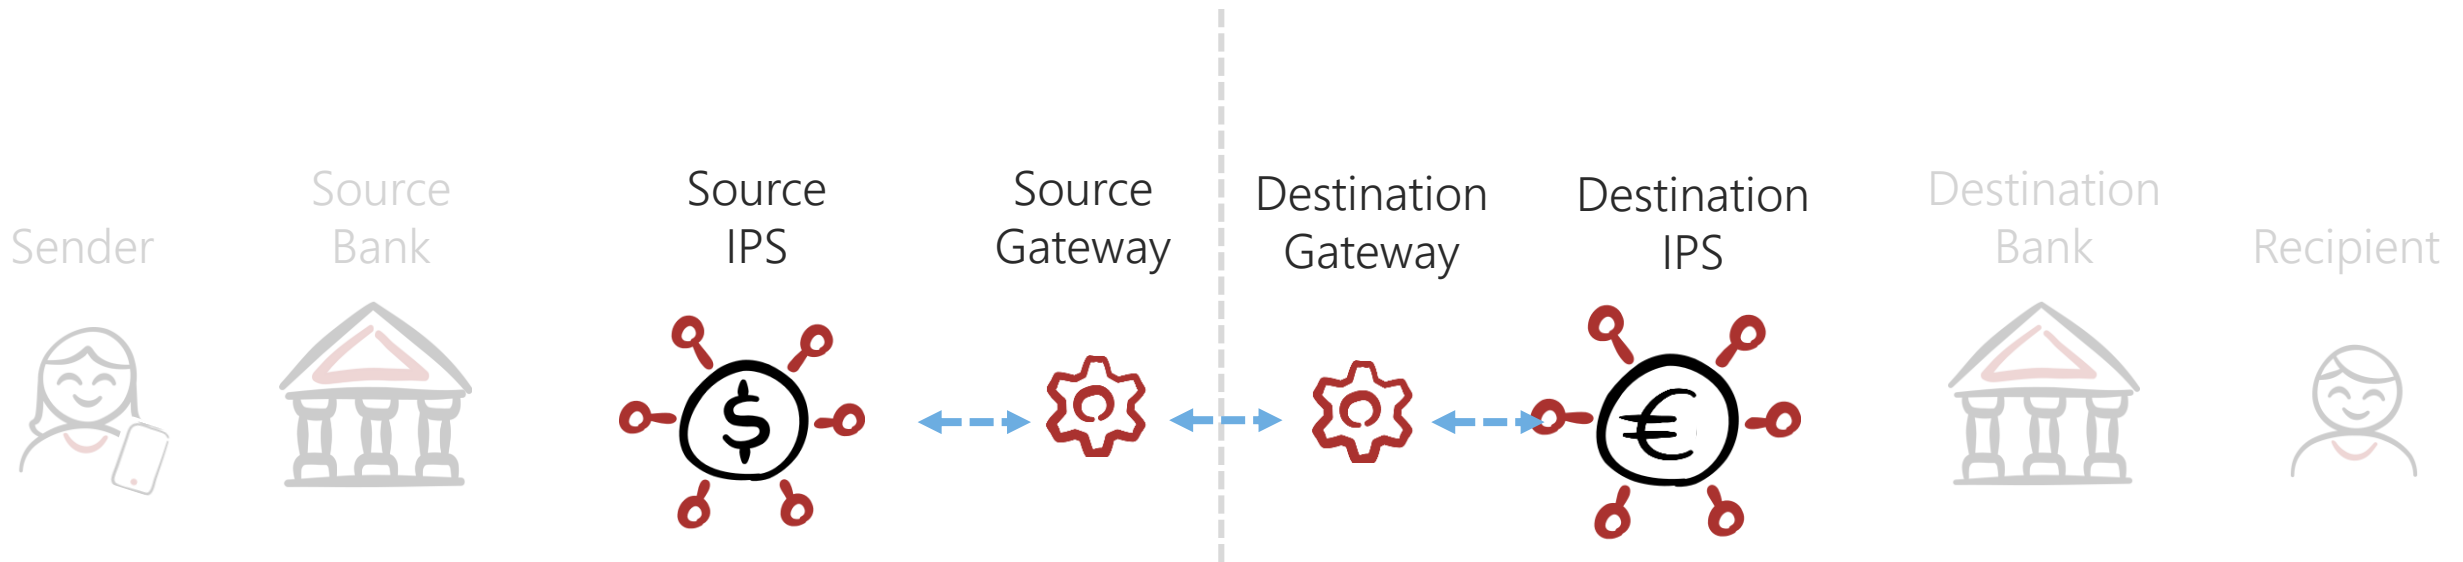 Sender
Source
Bank
Source
IPS
$
Source
Gateway
Destination
Gateway
Destination
IPS
€
Destination
Bank
Recipient